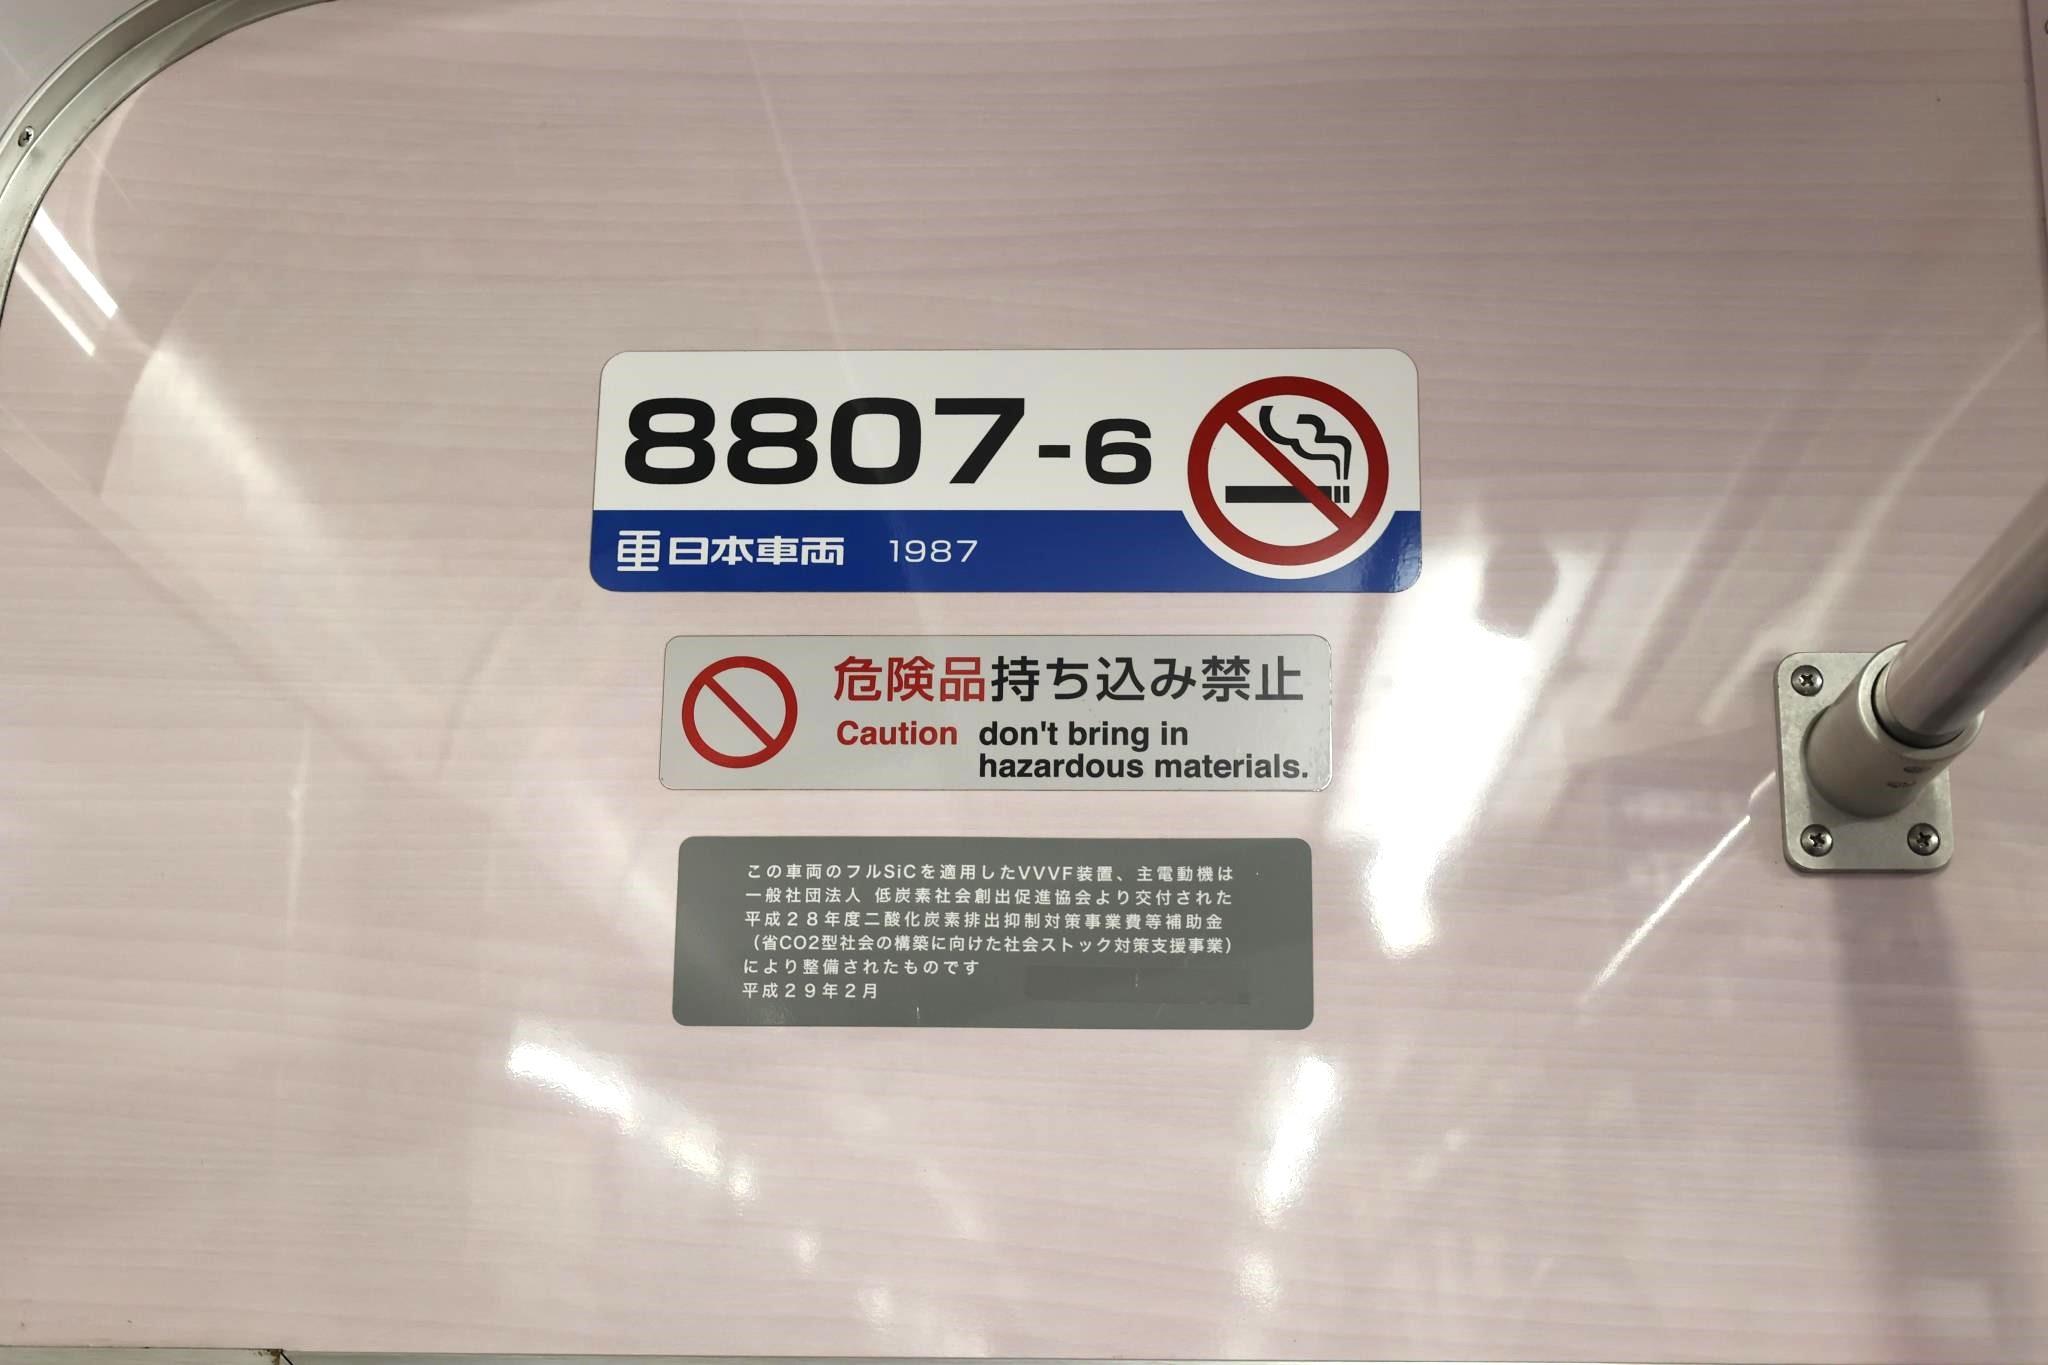 8807-6
日本車両 1987
危険品持ち込み禁止
Caution don't bring in
hazardous materials.
この車両のフルSiCを適用したVVVF装置、主電動機は
一般社団法人 低炭素社会創出促進協会より交付された
平成28年度二酸化炭素排出抑制対策事業費等補助金
（省CO2型社会の構築に向けた社会ストック対策支援事業）
により整備されたものです
平成29年2月